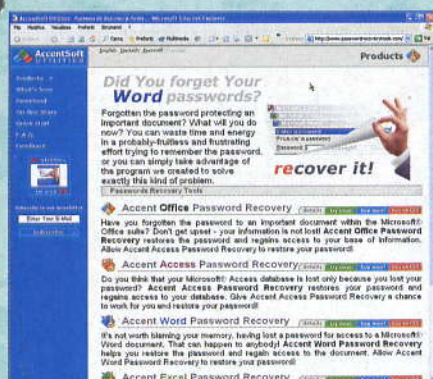 AccentSoft
UTILITIES
English
Products
Products
What's New
Download
F.A.Q.
Enter Your E-Mail
Did You forget Your
Word passwords?
Forgotten the password protecting an
important document? What will you do
now? You can waste time and energy
in a probably-fruitless and frustrating
effort trying to remember the password,
or you can simply take advantage of
the program we created to solve
exactly this kind of problem.
recover it!
Passwords Recovery Tools
Accent Office Password Recovery
Have you forgotten the password to an important document within the Microsoft®
Office suite? Don't get upset - your information is not lost! Accent Office Password
Recovery restores the password and regains access to your base of information.
Allow Accent Access Password Recovery to restore your password!
Accent Access Password Recovery
Do you think that your Microsoft® Access database is lost only because you lost your
password? Accent Access Password Recovery restores your password and
regains access to your database. Give Accent Access Password Recovery a chance
to work for you and restore your password!
Accent Word Password Recovery
It's not worth blaming your memory, having lost a password for access to a Microsoft®
Word document. That can happen to anybody! Accent Word Password Recovery
helps you restore the password and regain access to the document. Allow Accent
Word Password Recovery to restore your password!
Accent Excel Password Recovery